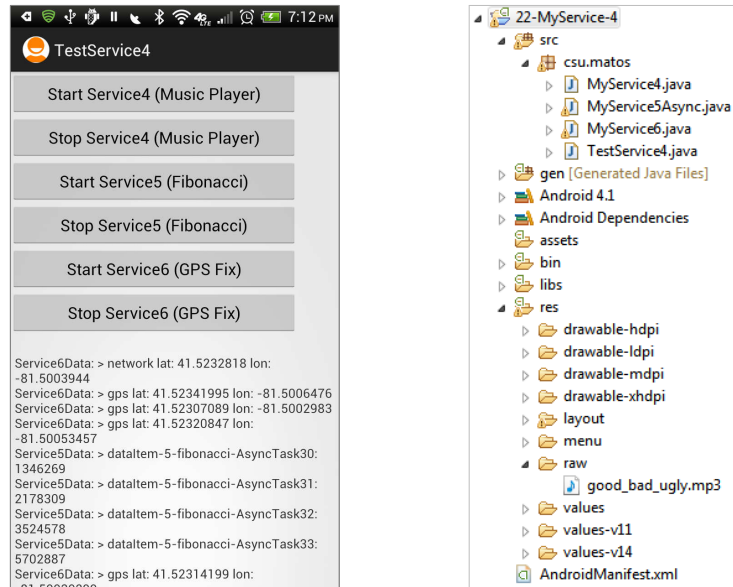 7:12 PM
TestService4
Start Service4 (Music Player)
Stop Service4 (Music Player)
Start Service5 (Fibonacci)
Stop Service5 (Fibonacci)
Start Service6 (GPS Fix)
Stop Service6 (GPS Fix)
Service6Data: > network lat: 41.5232818 lon:
-81.5003944
Service6Data: > gps lat: 41.52341995 lon: -81.5006476
Service6Data: > gps lat: 41.52307089 lon: -81.5002983
Service6Data: > gps lat: 41.52320847 lon:
-81.50053457
Service5Data: > dataItem-5-fibonacci-AsyncTask30:
1346269
Service5Data: > dataItem-5-fibonacci-AsyncTask31:
2178309
Service5Data: > dataItem-5-fibonacci-AsyncTask32:
3524578
Service5Data: > dataItem-5-fibonacci-AsyncTask33:
5702887
Service6Data: > gps lat: 41.52314199 lon:
22-MyService-4
src
csu.matos
MyService4.java
MyService5Async.java
MyService6.java
TestService4.java
gen [Generated Java Files]
Android 4.1
Android Dependencies
assets
bin
libs
res
drawable-hdpi
drawable-ldpi
drawable-mdpi
drawable-xhdpi
layout
menu
raw
good_bad_ugly.mp3
values
values-v11
values-v14
AndroidManifest.xml